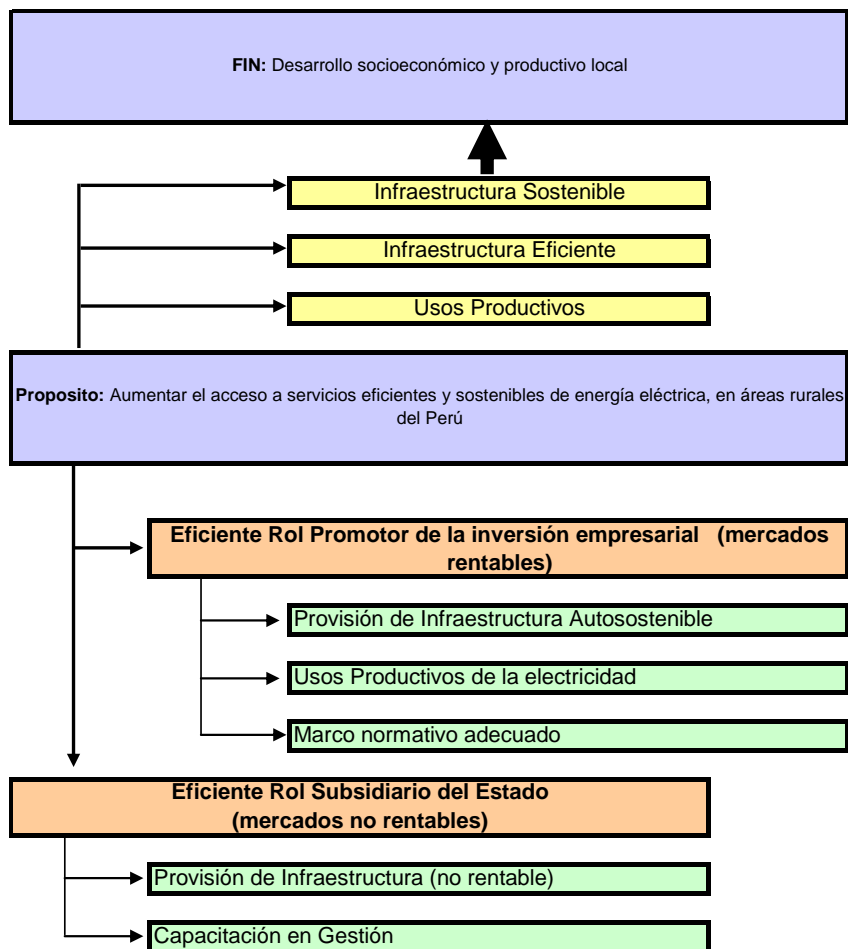 FIN: Desarrollo socioeconómico y productivo local
Infraestructura Sostenible
Infraestructura Eficiente
Usos Productivos
Proposito: Aumentar el acceso a servicios eficientes y sostenibles de energía eléctrica, en áreas rurales
del Perú
Eficiente Rol Promotor de la inversión empresarial (mercados
rentables)
Provisión de Infraestructura Autosostenible
Usos Productivos de la electricidad
Marco normativo adecuado
Eficiente Rol Subsidiario del Estado
(mercados no rentables)
Provisión de Infraestructura (no rentable)
Capacitación en Gestión